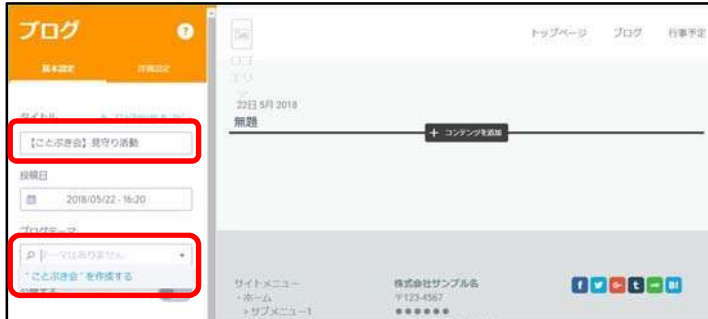 ブログ
?
基本設定
詳細設定
タイトル
【ことぶき会】見守り活動
投稿日
2018/05/22 - 16:20
ブログテーマ
テーマはありません
"ことぶき会"を作成する
公開する
ロゴエリア
トップページ
ブログ
行事予定
22日 5月 2018
無題
+ コンテンツを追加
サイトメニュー
・ホーム
> サブメニュー1
株式会社サンプル名
〒123-4567
●●●●●●